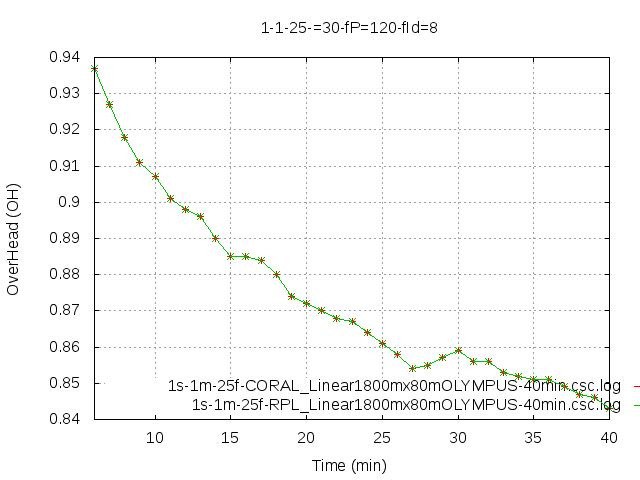 1-1-25-=30-fP=120-fId=8
OverHead (OH)
0.94
0.93
0.92
0.91
0.9
0.89
0.88
0.87
0.86
0.85
0.84
1s-1m-25f-CORAL_Linear1800mx80mOLYMPUS-40min.csc.log
1s-1m-25f-RPL_Linear1800mx80mOLYMPUS-40min.csc.log
10 15 20 25 30 35 40
Time (min)